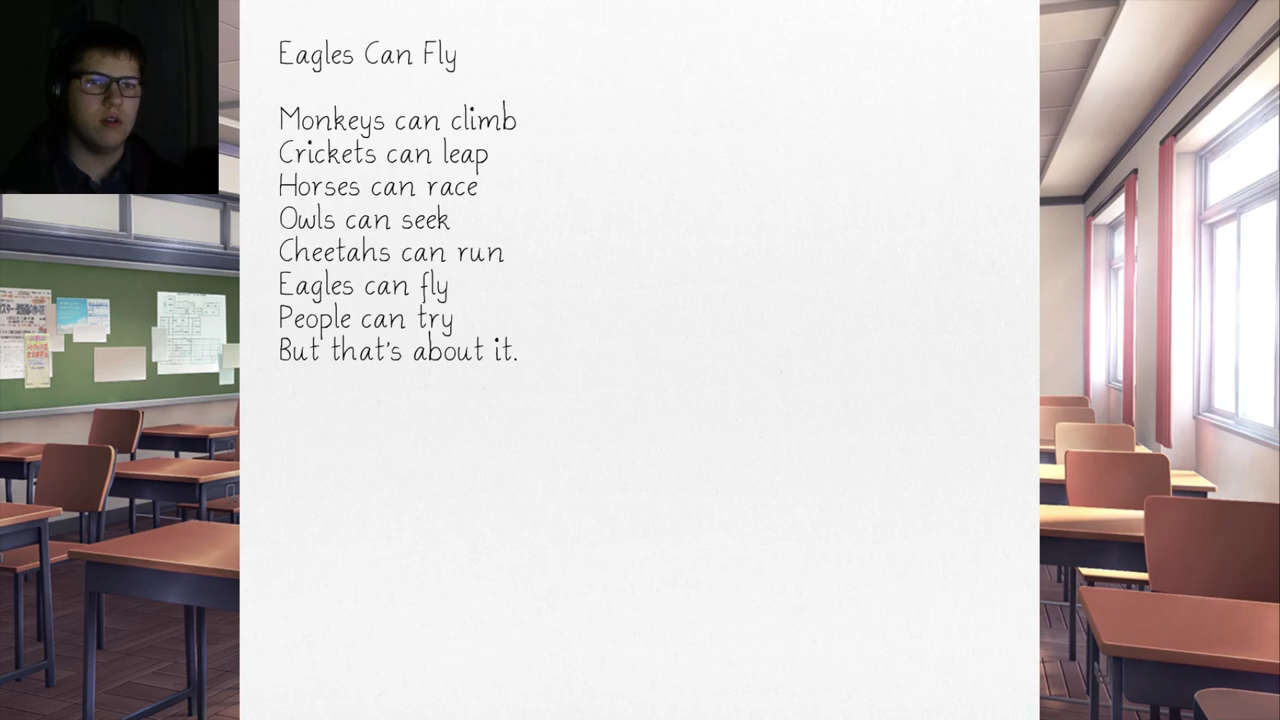 Eagles Can Fly
Monkeys can climb
Crickets can leap
Horses can race
Owls can seek
Cheetahs can run
Eagles can fly
People can try
But that's about it.